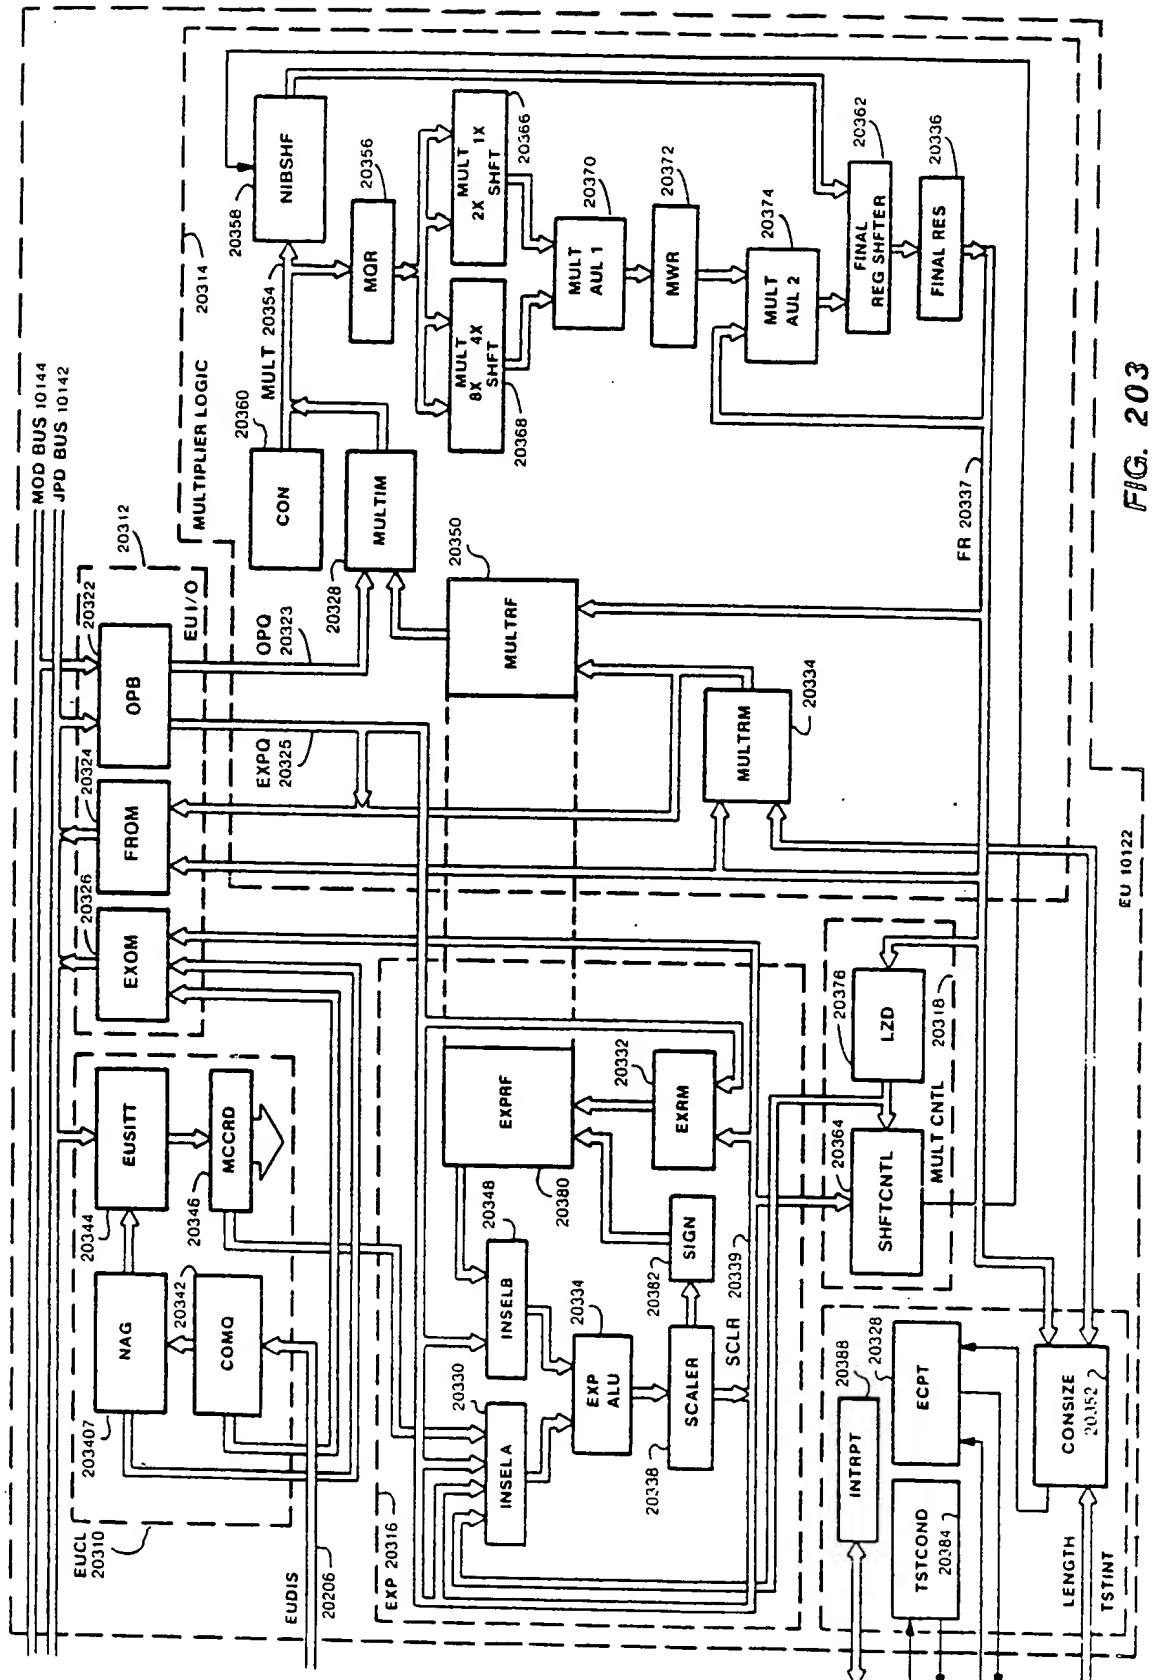 MOD BUS 10144
JPD BUS 10142
20312
EU I/O
20322
OPB
20324
FROM
20326
EXOM
OPQ
20323
EXPQ
20325
20314
MULTIPLIER LOGIC
20358
NIBSHF
MULT 20354
20360
CON
MULTIM
20328
MQR
20356
MULT 1X
2X SHFT
20366
MULT 4X
8X SHFT
20368
MULT
AUL 1
20370
MWR
20372
MULT
AUL 2
20374
FINAL
REG SHFTER
20362
FINAL RES
20336
FR 20337
MULTRF
20350
MULTRM
20334
EUCL
20310
EUSITT
20344
MCCRD
20346
NAG
203407
COMQ
20342
EUDIS
20206
EXP 20316
EXPRF
20380
EXRM
20332
INSELB
20348
INSELA
20330
EXP
ALU
20334
SCALER
20338
SIGN
20382
SCLR 20339
LZD
20376
20318
MULT CNTL
SHFTCNTL
20364
INTRPT
20388
ECPT
20328
TSTCOND
20384
CONSIZE
20352
LENGTH
TSTINT
EU 10122
FIG. 203